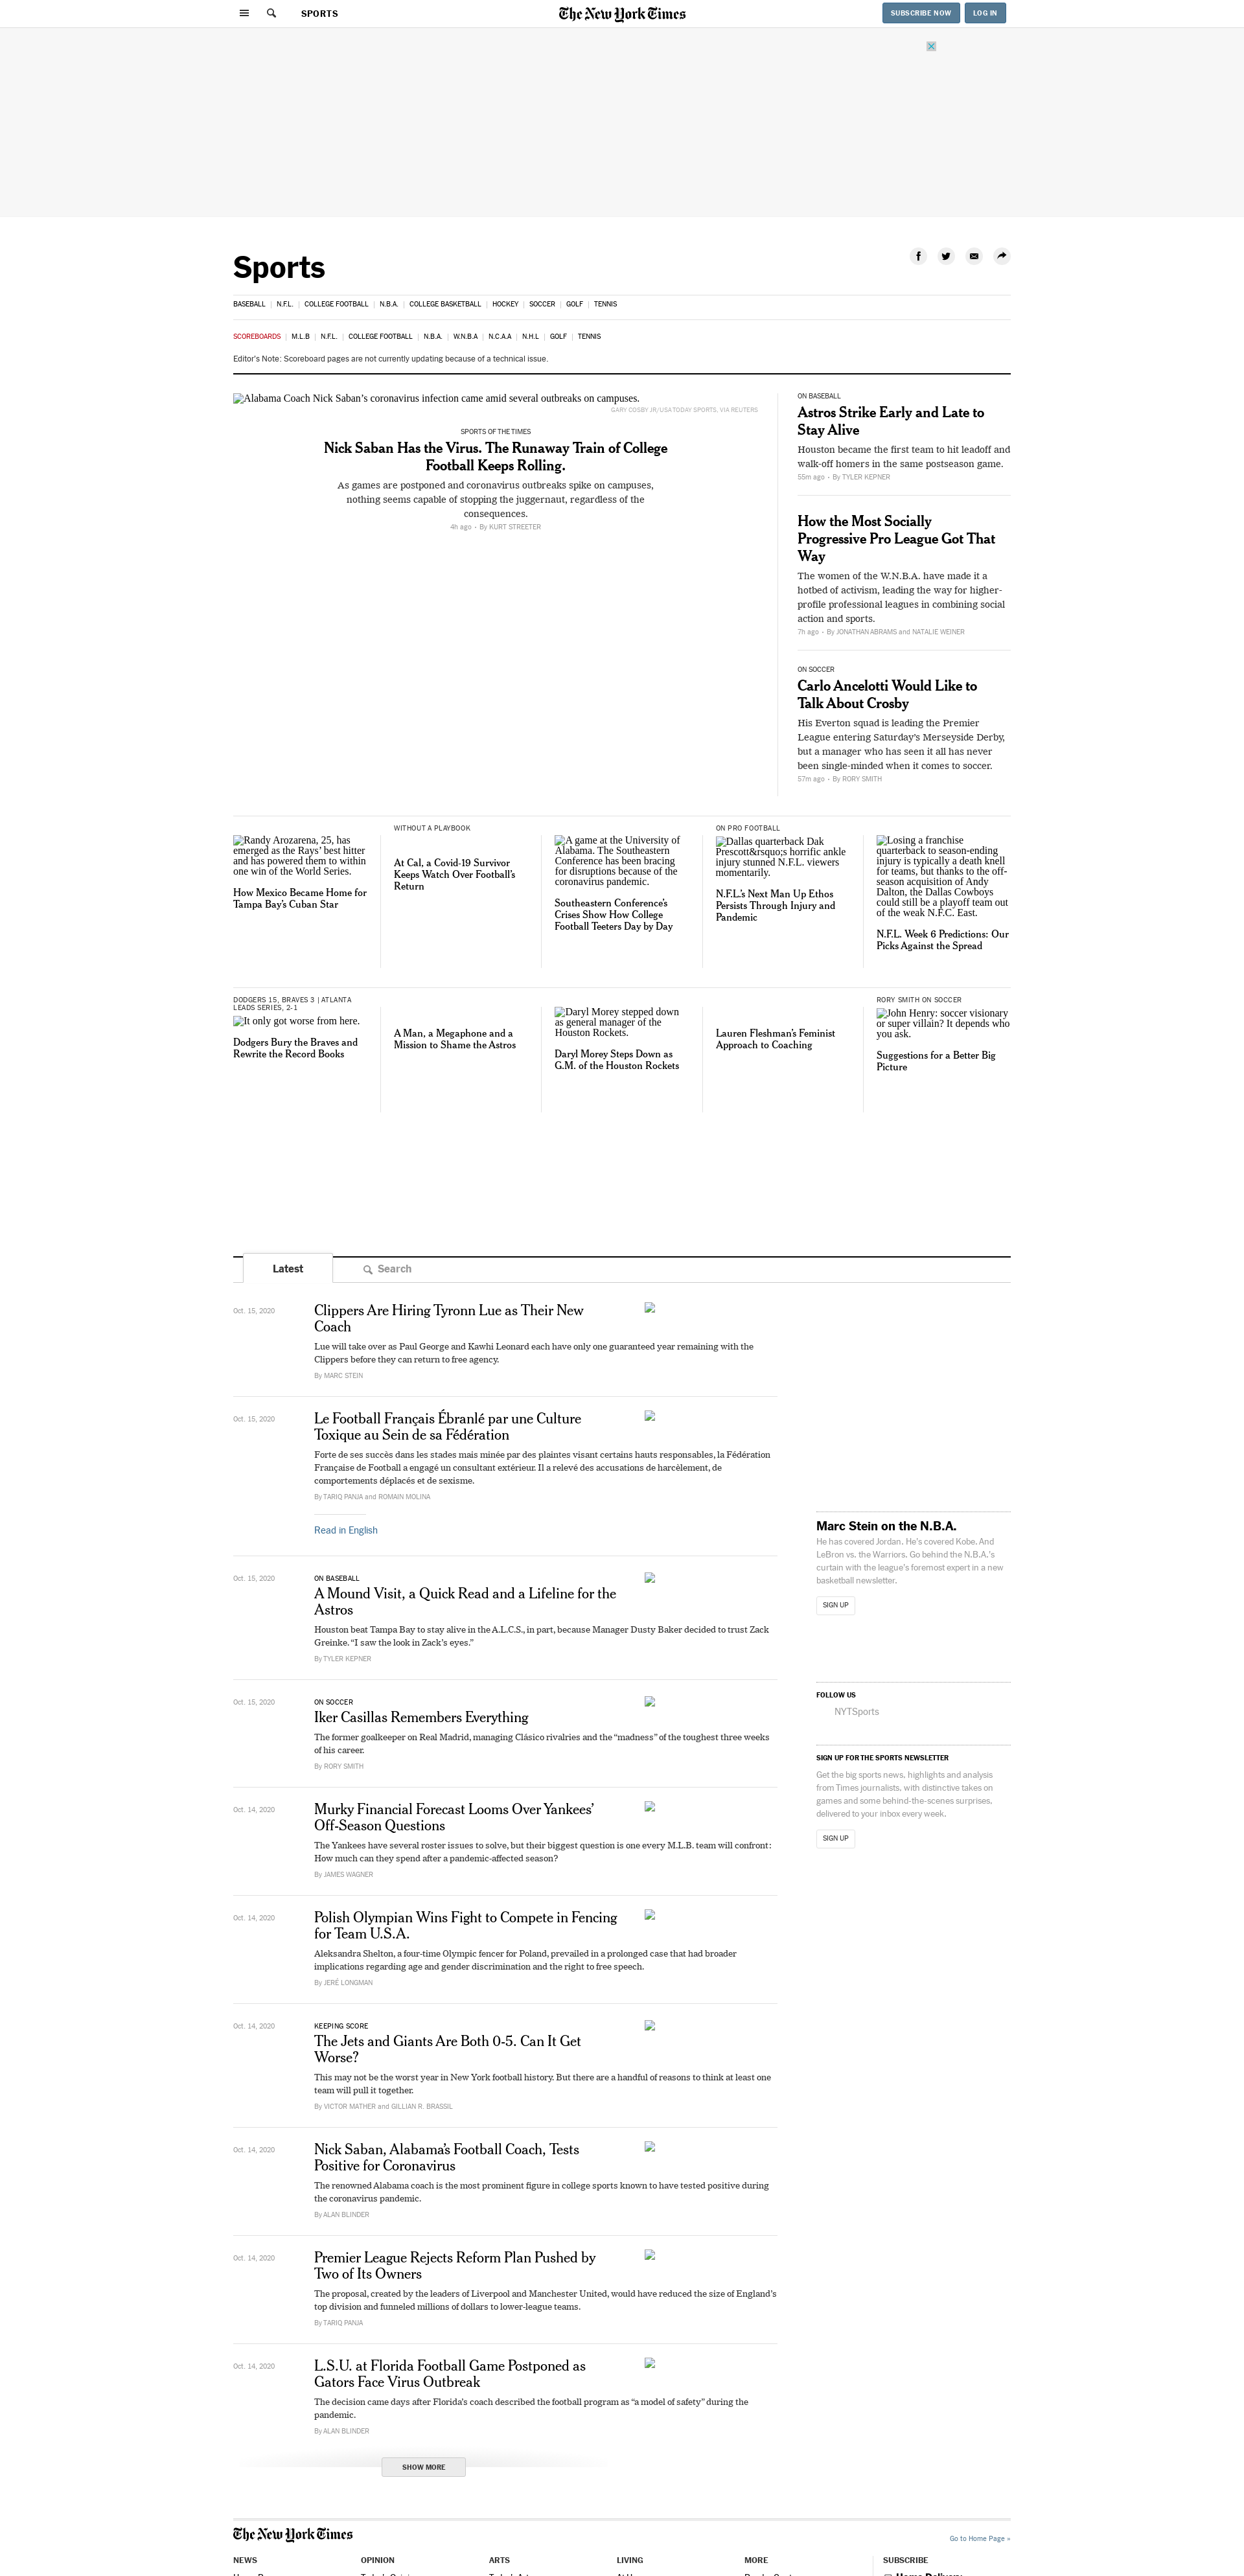 SPORTS
The New York Times
SUBSCRIBE NOW
LOG IN
Sports
BASEBALL | N.F.L. | COLLEGE FOOTBALL | N.B.A. | COLLEGE BASKETBALL | HOCKEY | SOCCER | GOLF | TENNIS
SCOREBOARDS | M.L.B | N.F.L. | COLLEGE FOOTBALL | N.B.A. | W.N.B.A | N.C.A.A | N.H.L | GOLF | TENNIS
Editor's Note: Scoreboard pages are not currently updating because of a technical issue.
Alabama Coach Nick Saban’s coronavirus infection came amid several outbreaks on campuses.
GARY COSBY JR/USA TODAY SPORTS, VIA REUTERS
SPORTS OF THE TIMES
Nick Saban Has the Virus. The Runaway Train of College
Football Keeps Rolling.
As games are postponed and coronavirus outbreaks spike on campuses,
nothing seems capable of stopping the juggernaut, regardless of the
consequences.
4h ago - By KURT STREETER
ON BASEBALL
Astros Strike Early and Late to
Stay Alive
Houston became the first team to hit leadoff and
walk-off homers in the same postseason game.
55m ago - By TYLER KEPNER
How the Most Socially
Progressive Pro League Got That
Way
The women of the W.N.B.A. have made it a
hotbed of activism, leading the way for higher-
profile professional leagues in combining social
action and sports.
7h ago - By JONATHAN ABRAMS and NATALIE WEINER
ON SOCCER
Carlo Ancelotti Would Like to
Talk About Crosby
His Everton squad is leading the Premier
League entering Saturday’s Merseyside Derby,
but a manager who has seen it all has never
been single-minded when it comes to soccer.
57m ago - By RORY SMITH
Randy Arozarena, 25, has
emerged as the Rays’ best hitter
and has powered them to within
one win of the World Series.
How Mexico Became Home for
Tampa Bay’s Cuban Star
WITHOUT A PLAYBOOK
At Cal, a Covid-19 Survivor
Keeps Watch Over Football’s
Return
A game at the University of
Alabama. The Southeastern
Conference has been bracing
for disruptions because of the
coronavirus pandemic.
Southeastern Conference’s
Crises Show How College
Football Teeters Day by Day
ON PRO FOOTBALL
Dallas quarterback Dak
Prescott&rsquo;s horrific ankle
injury stunned N.F.L. viewers
momentarily.
N.F.L.’s Next Man Up Ethos
Persists Through Injury and
Pandemic
Losing a franchise
quarterback to season-ending
injury is typically a death knell
for teams, but thanks to the off-
season acquisition of Andy
Dalton, the Dallas Cowboys
could still be a playoff team out
of the weak N.F.C. East.
N.F.L. Week 6 Predictions: Our
Picks Against the Spread
DODGERS 15, BRAVES 3 | ATLANTA
LEADS SERIES, 2-1
It only got worse from here.
Dodgers Bury the Braves and
Rewrite the Record Books
A Man, a Megaphone and a
Mission to Shame the Astros
Daryl Morey stepped down
as general manager of the
Houston Rockets.
Daryl Morey Steps Down as
G.M. of the Houston Rockets
Lauren Fleshman’s Feminist
Approach to Coaching
RORY SMITH ON SOCCER
John Henry: soccer visionary
or super villain? It depends who
you ask.
Suggestions for a Better Big
Picture
Latest
Search
Oct. 15, 2020
Clippers Are Hiring Tyronn Lue as Their New
Coach
Lue will take over as Paul George and Kawhi Leonard each have only one guaranteed year remaining with the
Clippers before they can return to free agency.
By MARC STEIN
Oct. 15, 2020
Le Football Français Ébranlé par une Culture
Toxique au Sein de sa Fédération
Forte de ses succès dans les stades mais minée par des plaintes visant certains hauts responsables, la Fédération
Française de Football a engagé un consultant extérieur. Il a relevé des accusations de harcèlement, de
comportements déplacés et de sexisme.
By TARIQ PANJA and ROMAIN MOLINA
Read in English
Oct. 15, 2020
ON BASEBALL
A Mound Visit, a Quick Read and a Lifeline for the
Astros
Houston beat Tampa Bay to stay alive in the A.L.C.S., in part, because Manager Dusty Baker decided to trust Zack
Greinke. “I saw the look in Zack’s eyes.”
By TYLER KEPNER
Oct. 15, 2020
ON SOCCER
Iker Casillas Remembers Everything
The former goalkeeper on Real Madrid, managing Clásico rivalries and the “madness” of the toughest three weeks
of his career.
By RORY SMITH
Oct. 14, 2020
Murky Financial Forecast Looms Over Yankees’
Off-Season Questions
The Yankees have several roster issues to solve, but their biggest question is one every M.L.B. team will confront:
How much can they spend after a pandemic-affected season?
By JAMES WAGNER
Oct. 14, 2020
Polish Olympian Wins Fight to Compete in Fencing
for Team U.S.A.
Aleksandra Shelton, a four-time Olympic fencer for Poland, prevailed in a prolonged case that had broader
implications regarding age and gender discrimination and the right to free speech.
By JERÉ LONGMAN
Oct. 14, 2020
KEEPING SCORE
The Jets and Giants Are Both 0-5. Can It Get
Worse?
This may not be the worst year in New York football history. But there are a handful of reasons to think at least one
team will pull it together.
By VICTOR MATHER and GILLIAN R. BRASSIL
Oct. 14, 2020
Nick Saban, Alabama’s Football Coach, Tests
Positive for Coronavirus
The renowned Alabama coach is the most prominent figure in college sports known to have tested positive during
the coronavirus pandemic.
By ALAN BLINDER
Oct. 14, 2020
Premier League Rejects Reform Plan Pushed by
Two of Its Owners
The proposal, created by the leaders of Liverpool and Manchester United, would have reduced the size of England’s
top division and funneled millions of dollars to lower-league teams.
By TARIQ PANJA
Oct. 14, 2020
L.S.U. at Florida Football Game Postponed as
Gators Face Virus Outbreak
The decision came days after Florida’s coach described the football program as “a model of safety” during the
pandemic.
By ALAN BLINDER
SHOW MORE
Marc Stein on the N.B.A.
He has covered Jordan. He's covered Kobe. And
LeBron vs. the Warriors. Go behind the N.B.A.'s
curtain with the league's foremost expert in a new
basketball newsletter.
SIGN UP
FOLLOW US
NYTSports
SIGN UP FOR THE SPORTS NEWSLETTER
Get the big sports news, highlights and analysis
from Times journalists, with distinctive takes on
games and some behind-the-scenes surprises,
delivered to your inbox every week.
SIGN UP
The New York Times
Go to Home Page »
NEWS
OPINION
ARTS
LIVING
MORE
SUBSCRIBE